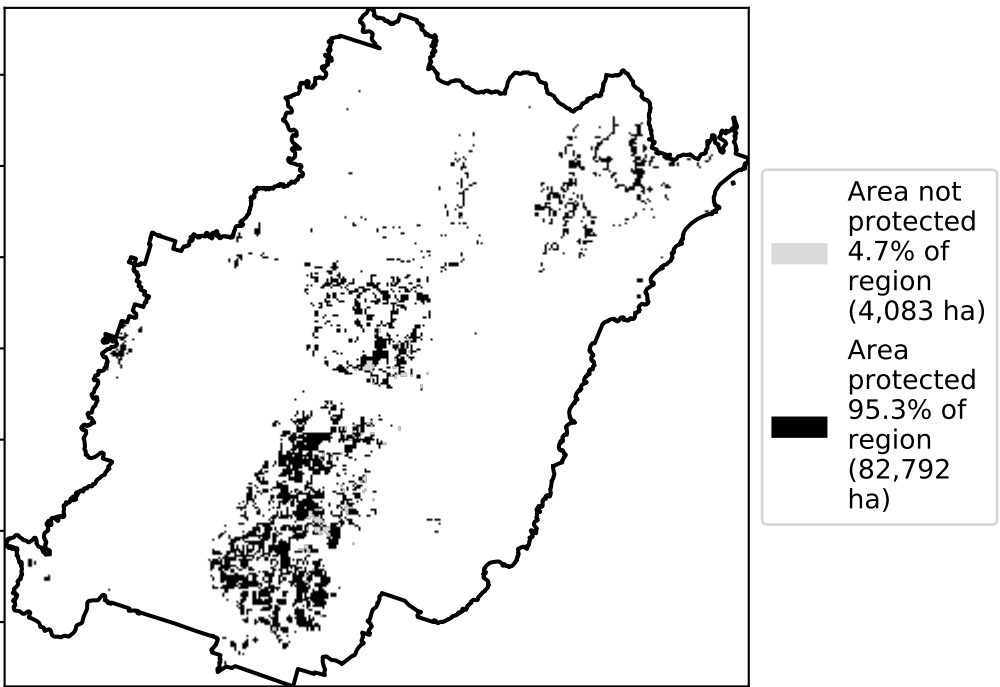 Area not
protected
4.7% of
region
(4,083 ha)
Area
protected
95.3% of
region
(82,792
ha)